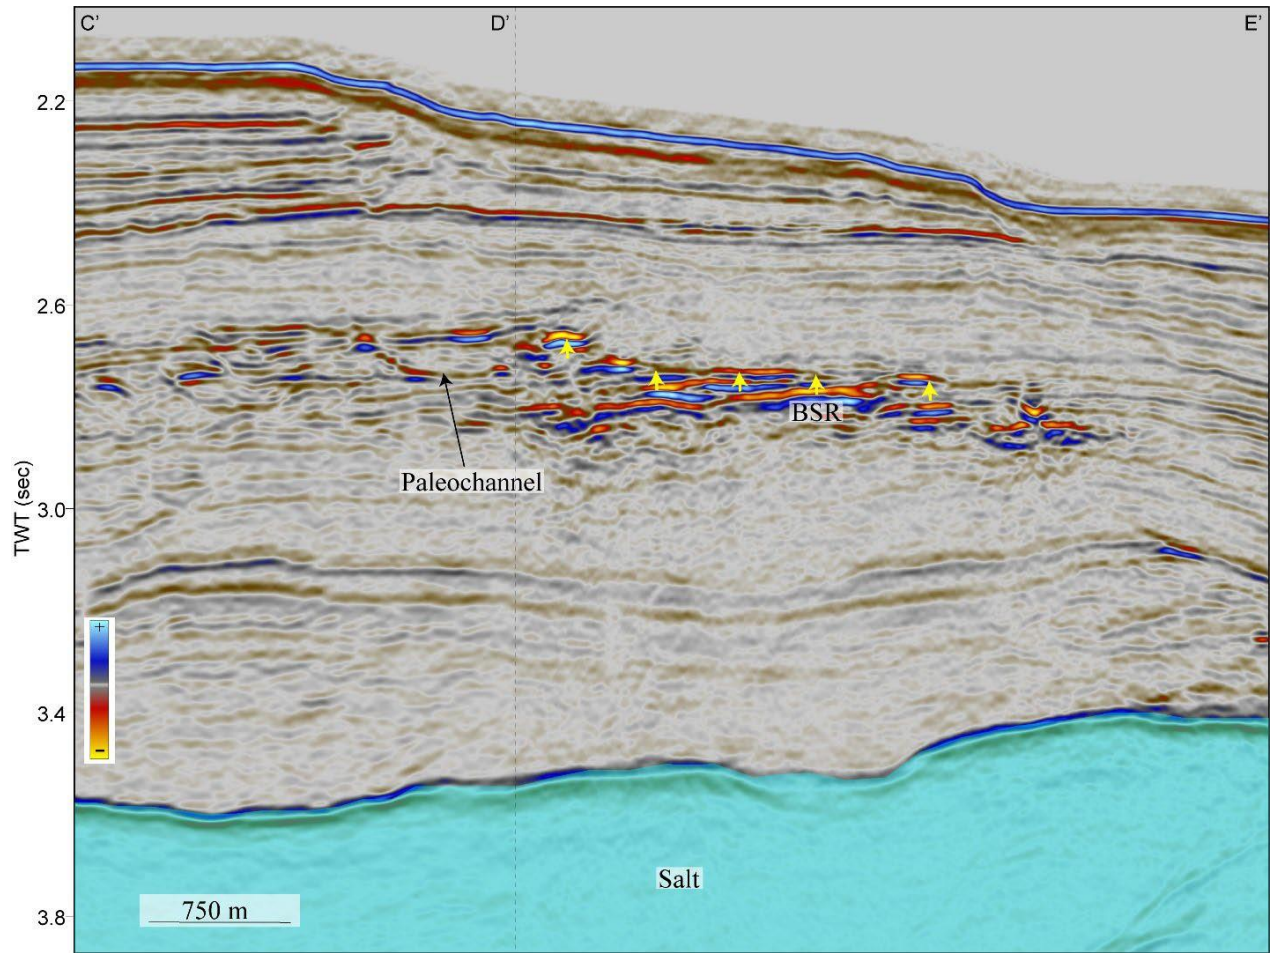 C’ D’ E’
2.2
2.6
BSR
Paleochannel
3.0
TWT (sec)
+
-
3.4
Salt
750 m
3.8